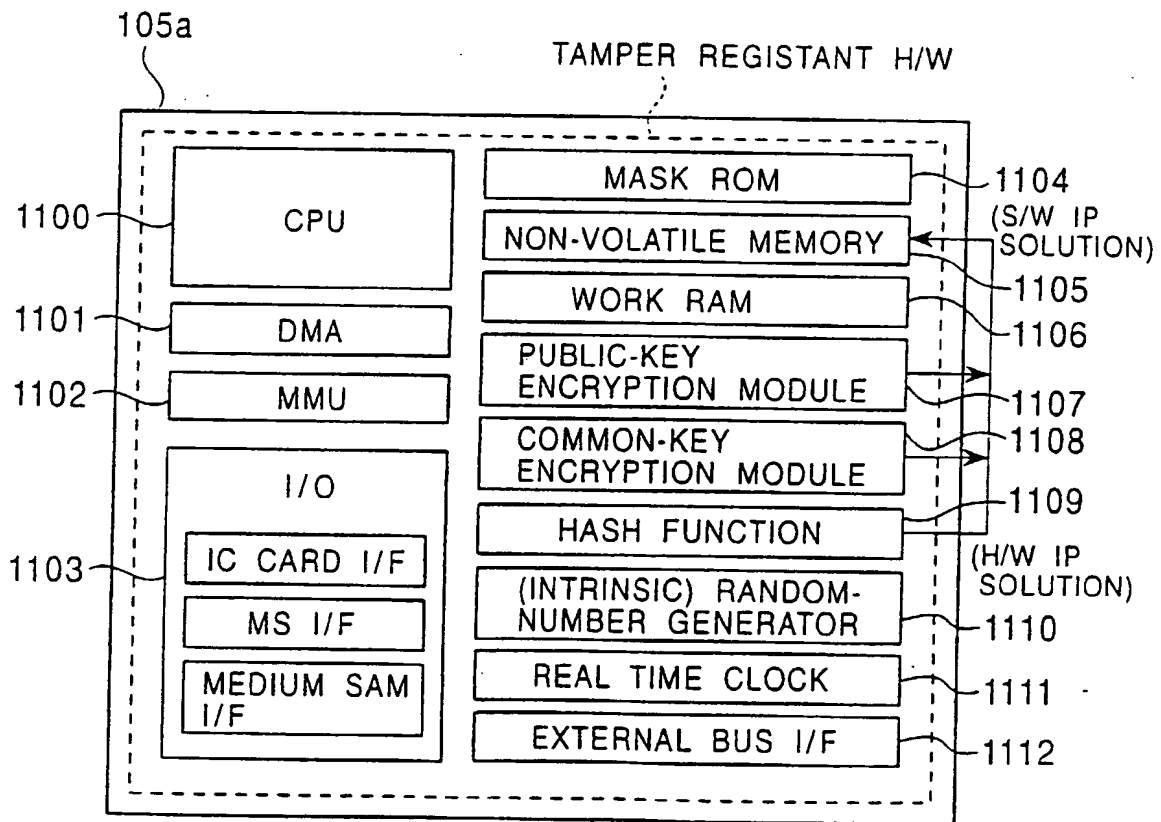 105a
TAMPER REGISTANT H/W
1100
CPU
1101
DMA
1102
MMU
1103
I/O
IC CARD I/F
MS I/F
MEDIUM SAM
I/F
MASK ROM
1104
(S/W IP
SOLUTION)
NON-VOLATILE MEMORY
1105
WORK RAM
1106
PUBLIC-KEY
ENCRYPTION MODULE
1107
COMMON-KEY
ENCRYPTION MODULE
1108
HASH FUNCTION
1109
(H/W IP
SOLUTION)
(INTRINSIC) RANDOM-
NUMBER GENERATOR
1110
REAL TIME CLOCK
1111
EXTERNAL BUS I/F
1112